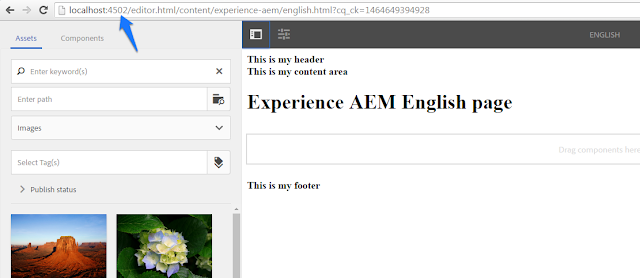 localhost:4502/editor.html/content/experience-aem/english.html?cq_ck=1464649394928
Assets
Components
Enter keyword(s)
Enter path
Images
Select Tag(s)
Publish status
ENGLISH
This is my header
This is my content area
Experience AEM English page
Drag components here
This is my footer